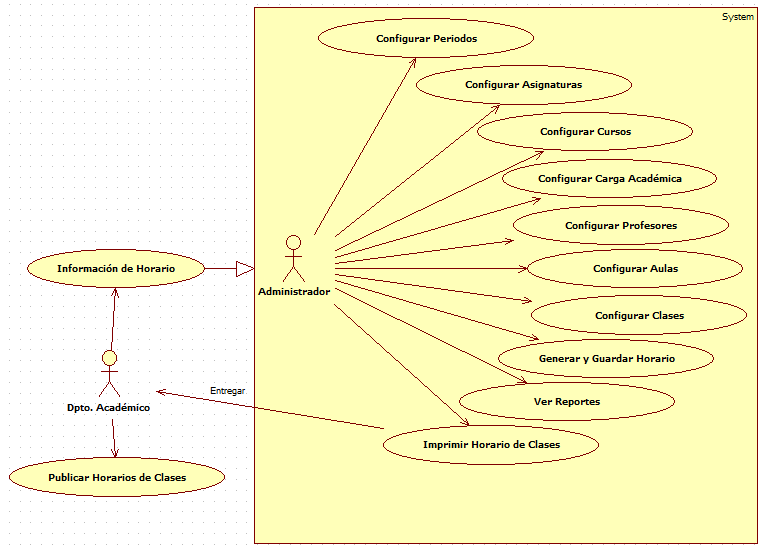 System
Configurar Periodos
Configurar Asignaturas
Configurar Cursos
Configurar Carga Académica
Configurar Profesores
Información de Horario
Configurar Aulas
Administrador
Configurar Clases
Generar y Guardar Horario
Entregar
Ver Reportes
Dpto. Académico
Imprimir Horario de Clases
Publicar Horarios de Clases